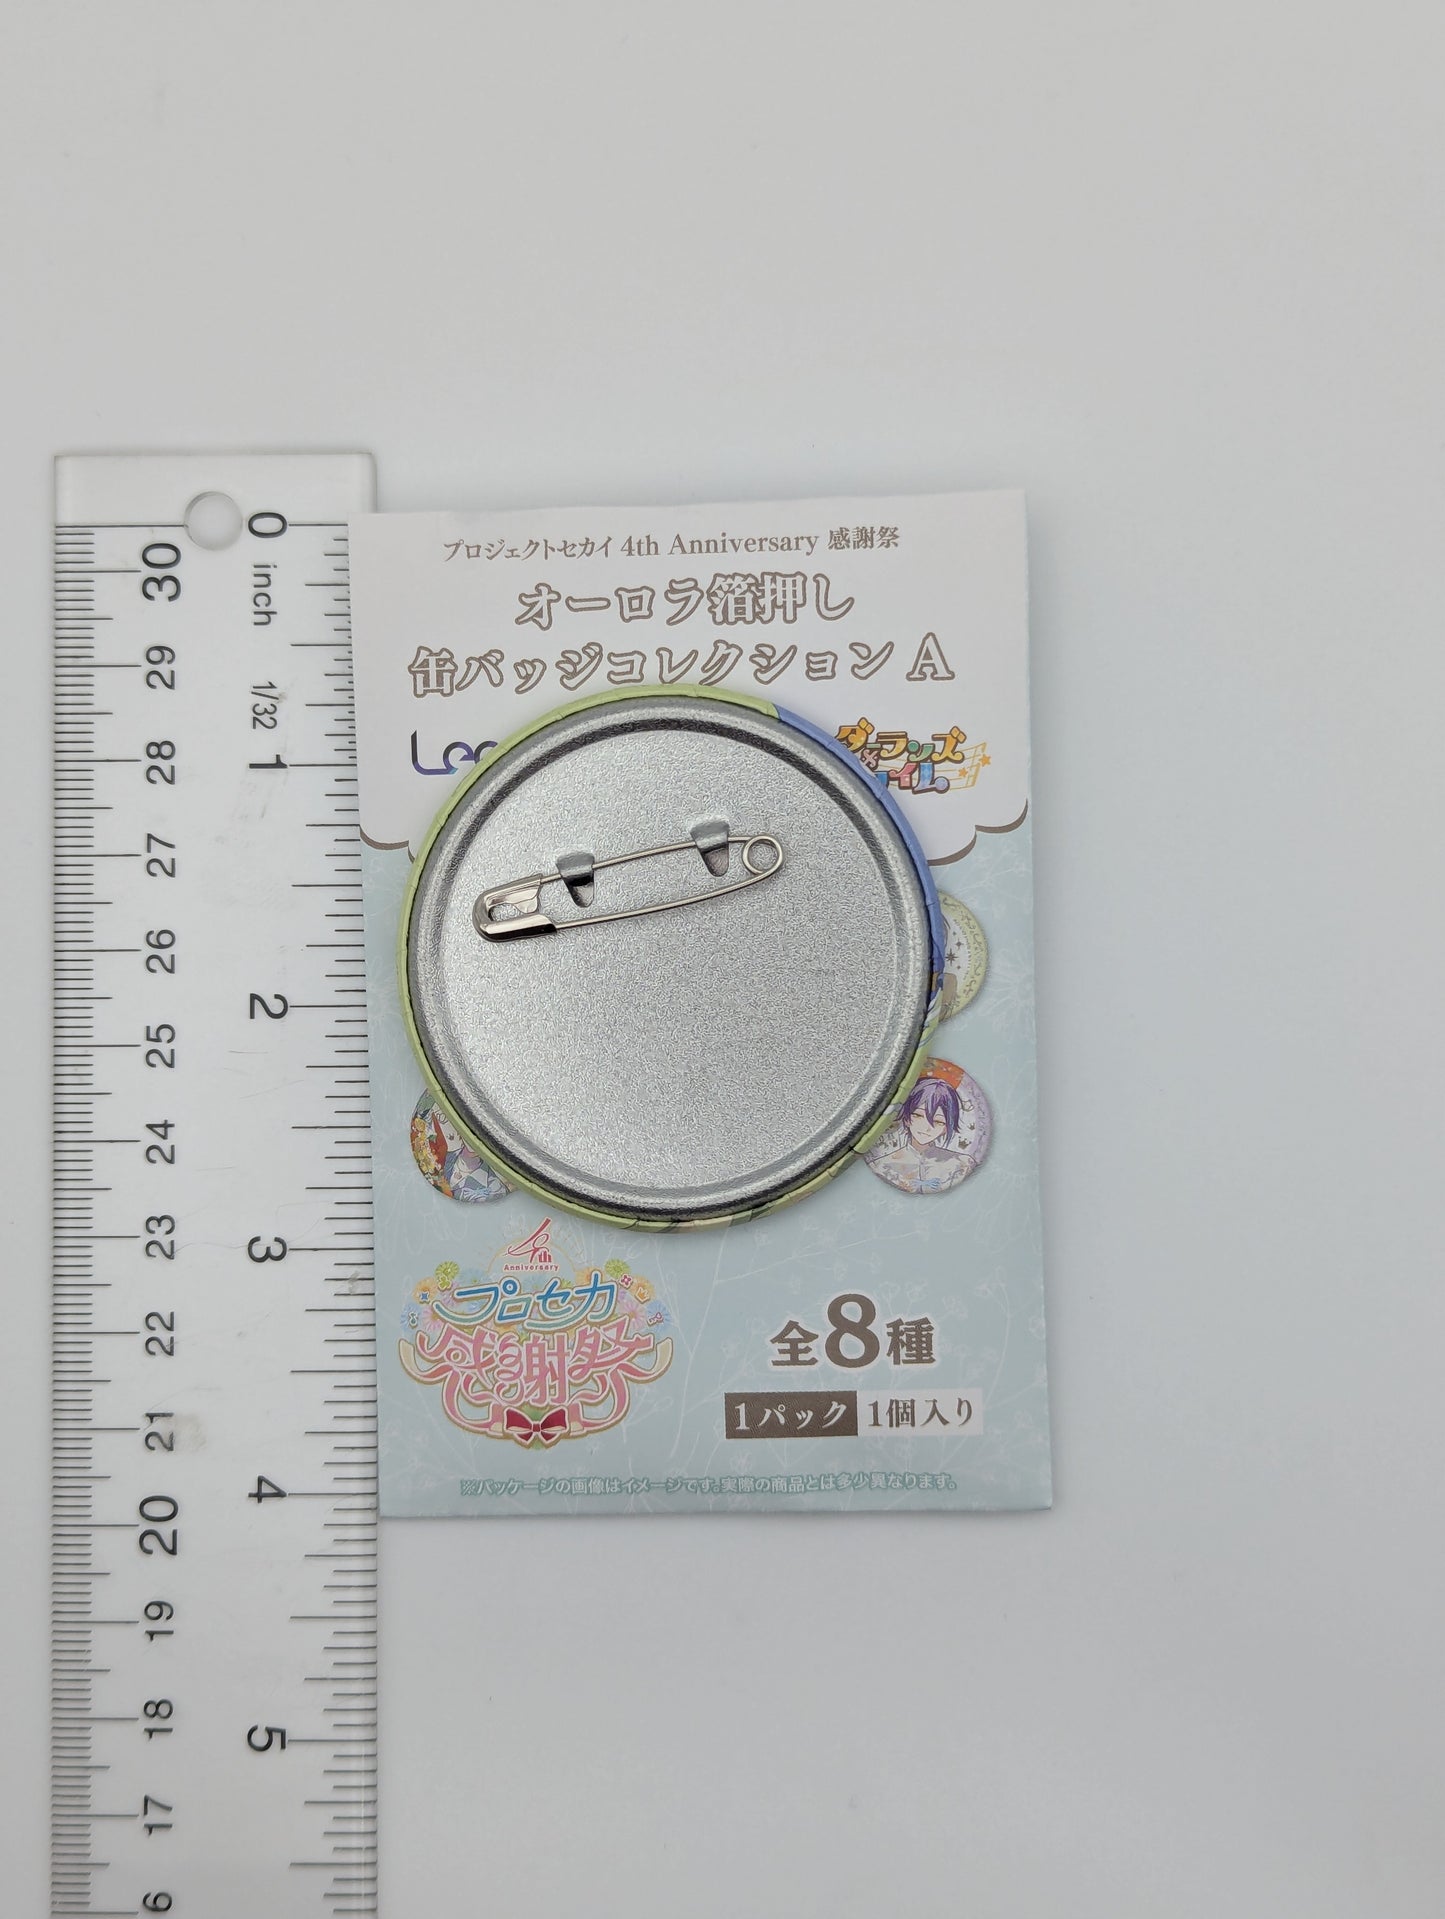 プロジェクトセカイ 4th Anniversary 感謝祭
オーロラ箔押し
缶バッジコレクション A
Leo
4th
Anniversary
プロセカ
感謝祭
全8種
1パック 1個入り
※パッケージの画像はイメージです。実際の商品とは多少異なります。
0
inch
1/32
1
2
3
4
5
30
29
28
27
26
25
24
23
22
21
20
19
18
17
6